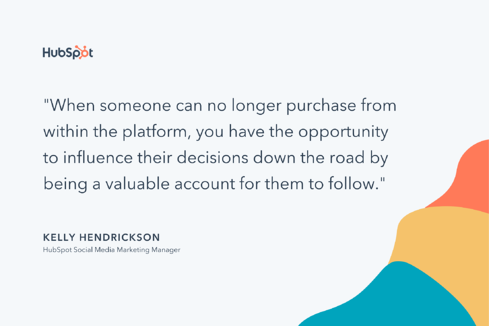 HubSpot
"When someone can no longer purchase from
within the platform, you have the opportunity
to influence their decisions down the road by
being a valuable account for them to follow."
KELLY HENDRICKSON
HubSpot Social Media Marketing Manager